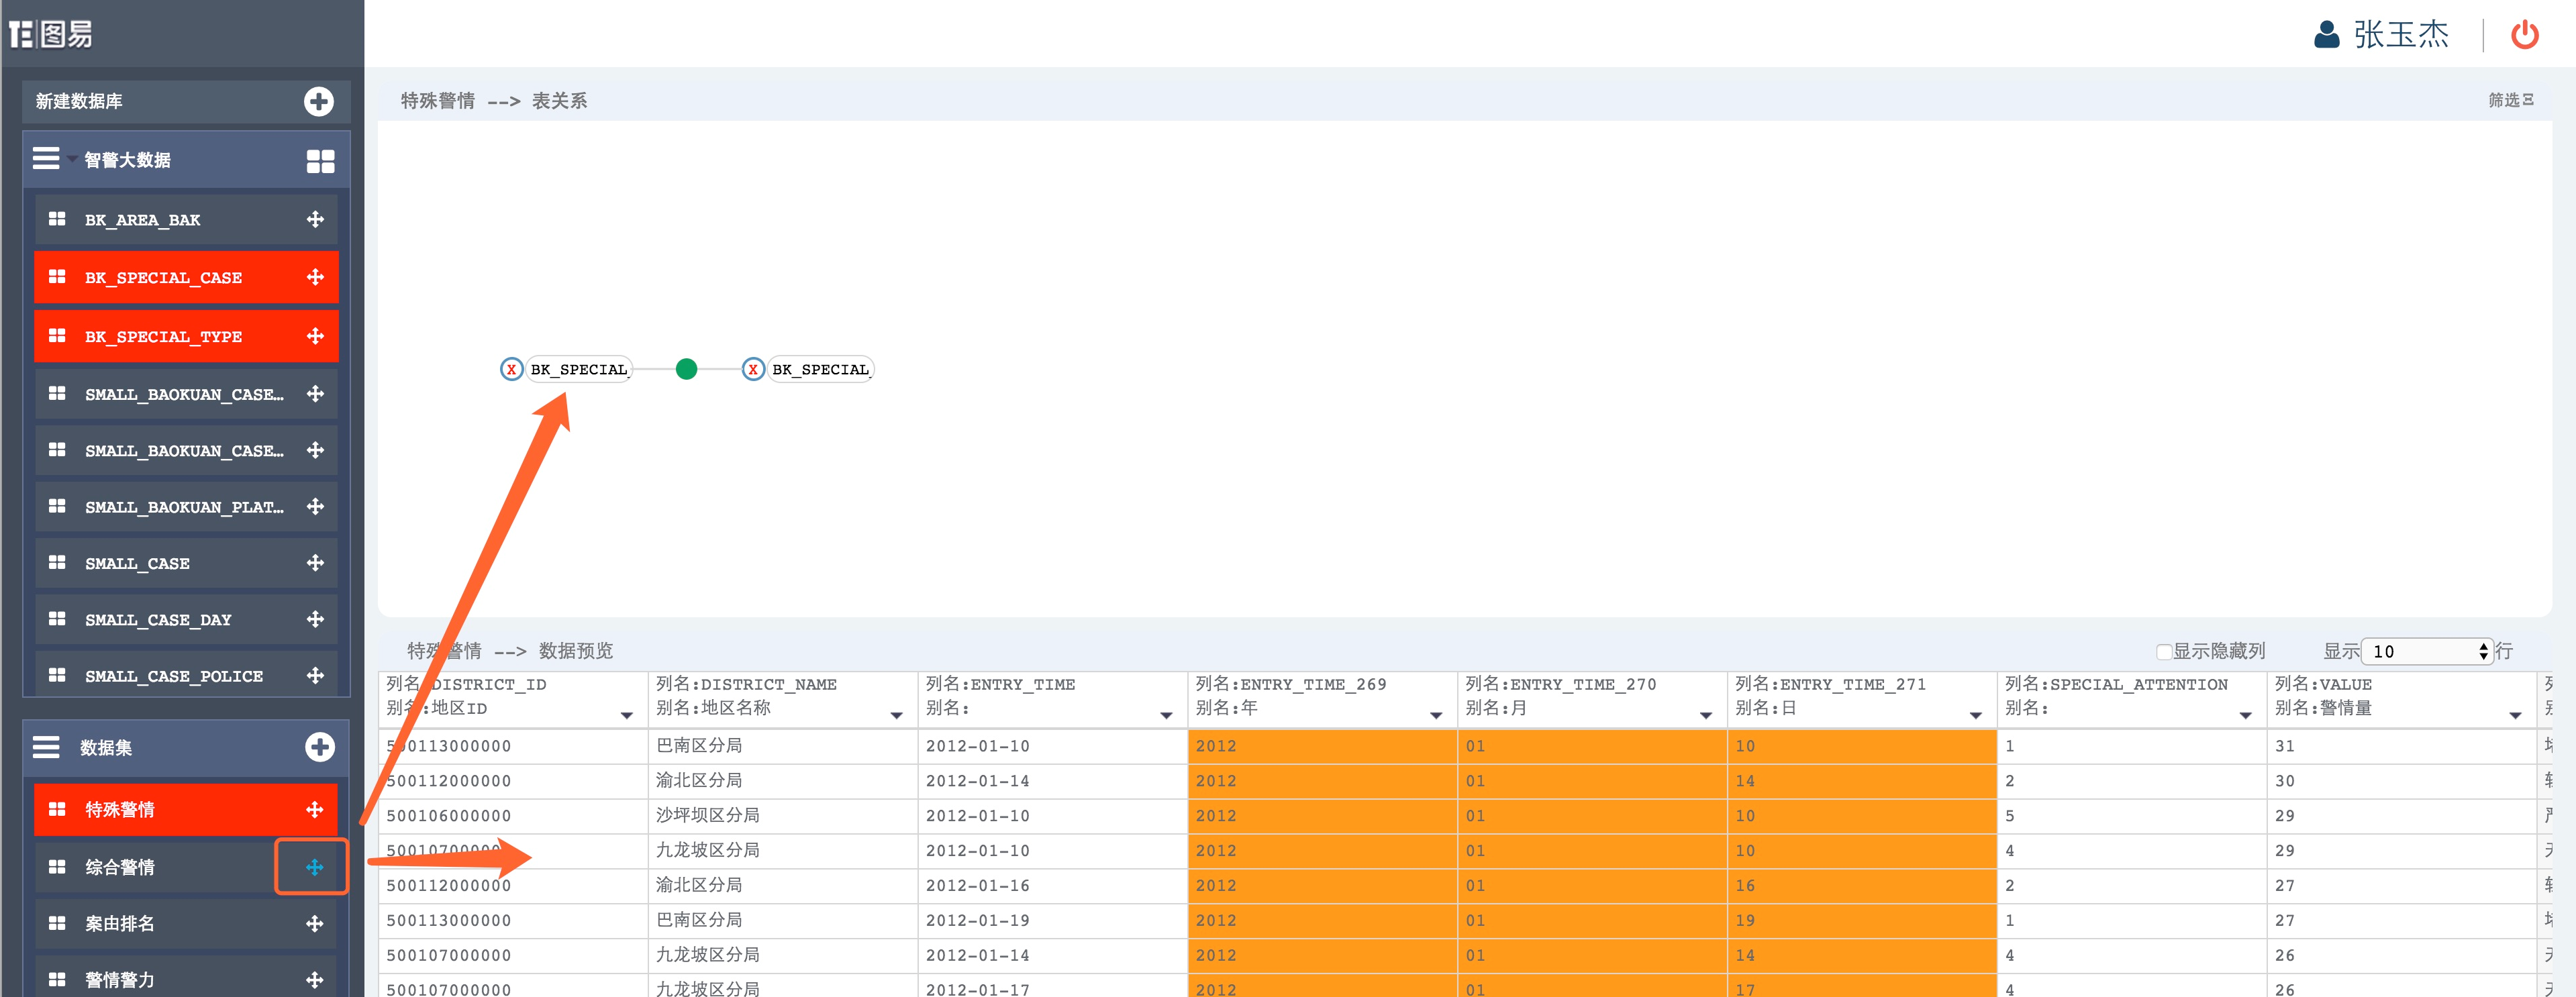 图易
张玉杰
新建数据库
智警大数据
BK_AREA_BAK
BK_SPECIAL_CASE
BK_SPECIAL_TYPE
SMALL_BAOKUAN_CASE…
SMALL_BAOKUAN_CASE…
SMALL_BAOKUAN_PLAT…
SMALL_CASE
SMALL_CASE_DAY
SMALL_CASE_POLICE
数据集
特殊警情
综合警情
案由排名
警情警力
特殊警情 --> 表关系
筛选
X BK_SPECIAL_ X BK_SPECIAL_
特殊警情 --> 数据预览
显示隐藏列 显示 10 行
列名:DISTRICT_ID 列名:DISTRICT_NAME 列名:ENTRY_TIME 列名:ENTRY_TIME_269 列名:ENTRY_TIME_270 列名:ENTRY_TIME_271 列名:SPECIAL_ATTENTION 列名:VALUE
别名:地区ID 别名:地区名称 别名: 别名:年 别名:月 别名:日 别名: 别名:警情量
500113000000 巴南区分局 2012-01-10 2012 01 10 1 31
500112000000 渝北区分局 2012-01-14 2012 01 14 2 30
500106000000 沙坪坝区分局 2012-01-10 2012 01 10 5 29
500107000000 九龙坡区分局 2012-01-10 2012 01 10 4 29
500112000000 渝北区分局 2012-01-16 2012 01 16 2 27
500113000000 巴南区分局 2012-01-19 2012 01 19 1 27
500107000000 九龙坡区分局 2012-01-14 2012 01 14 4 26
500107000000 九龙坡区分局 2012-01-17 2012 01 17 4 26